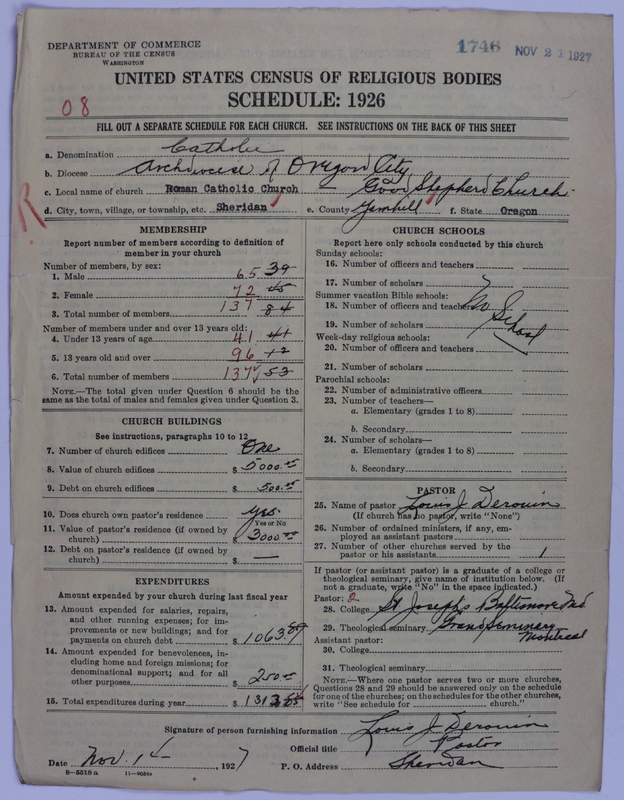 DEPARTMENT OF COMMERCE
BUREAU OF THE CENSUS
WASHINGTON
1746 NOV 21 1927
UNITED STATES CENSUS OF RELIGIOUS BODIES
SCHEDULE: 1926
08
FILL OUT A SEPARATE SCHEDULE FOR EACH CHURCH. SEE INSTRUCTIONS ON THE BACK OF THIS SHEET
a. Denomination Catholic
b. Diocese Archdiocese of Oregon City
c. Local name of church Roman Catholic Church Good Shepherd Church
d. City, town, village, or township, etc. Sheridan e. County Yamhill f. State Oregon
R
MEMBERSHIP
Report number of members according to definition of
member in your church
Number of members, by sex:
1. Male 65 39
2. Female 72 45
3. Total number of members 137 84
Number of members under and over 13 years old:
4. Under 13 years of age 41 41
5. 13 years old and over 96 12
6. Total number of members 137 53
NOTE.—The total given under Question 6 should be the
same as the total of males and females given under Question 3.
CHURCH BUILDINGS
See instructions, paragraphs 10 to 12
7. Number of church edifices One
8. Value of church edifices $ 5000.00
9. Debt on church edifices $ 500.00
10. Does church own pastor's residence yes.
Yes or No
11. Value of pastor's residence (if owned by
church) $ 3000.00
12. Debt on pastor's residence (if owned by
church) $ —
EXPENDITURES
Amount expended by your church during last fiscal year
13. Amount expended for salaries, repairs,
and other running expenses; for im-
provements or new buildings; and for
payments on church debt $ 1063.
14. Amount expended for benevolences, in-
cluding home and foreign missions; for
denominational support; and for all
other purposes $ 250.00
15. Total expenditures during year $ 1313
CHURCH SCHOOLS
Report here only schools conducted by this church
Sunday schools:
16. Number of officers and teachers
17. Number of scholars
Summer vacation Bible schools:
18. Number of officers and teachers
No School
19. Number of scholars
Week-day religious schools:
20. Number of officers and teachers
21. Number of scholars
Parochial schools:
22. Number of administrative officers
23. Number of teachers—
a. Elementary (grades 1 to 8)
b. Secondary
24. Number of scholars—
a. Elementary (grades 1 to 8)
b. Secondary
PASTOR
25. Name of pastor Louis J. Derouin
(If church has no pastor, write "None")
26. Number of ordained ministers, if any, em-
ployed as assistant pastors
27. Number of other churches served by the
pastor or his assistants 1
If pastor (or assistant pastor) is a graduate of a college or
theological seminary, give name of institution below. (If
not a graduate, write "No" in the space indicated.)
Pastor: 2
28. College St Joseph's Baltimore Md
29. Theological seminary Grand Seminary
Montreal
Assistant pastor:
30. College
31. Theological seminary
NOTE.—Where one pastor serves two or more churches,
Questions 28 and 29 should be answered only on the schedule
for one of the churches; on the schedules for the other churches,
write "See schedule for church."
Signature of person furnishing information Louis J. Derouin
Official title Pastor
Date Nov. 14, 1927 P. O. Address Sheridan
8—5518a 11—9654a